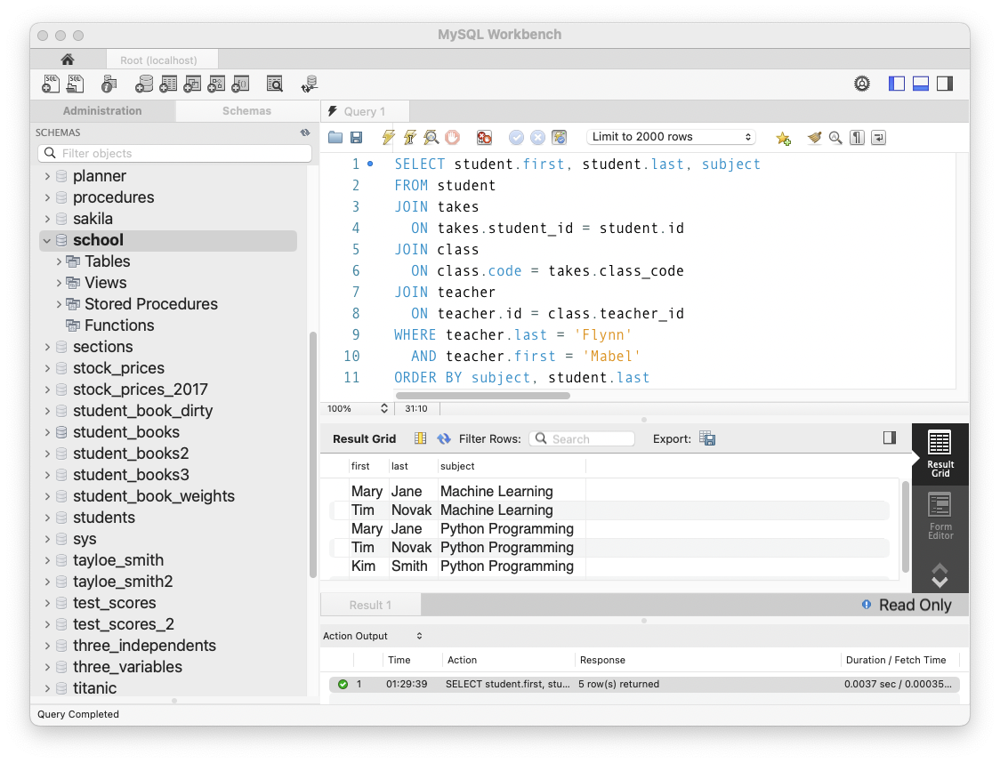 MySQL Workbench
Root (localhost)
Administration
Schemas
SCHEMAS
Filter objects
planner
procedures
sakila
school
Tables
Views
Stored Procedures
Functions
sections
stock_prices
stock_prices_2017
student_book_dirty
student_books
student_books2
student_books3
student_book_weights
students
sys
tayloe_smith
tayloe_smith2
test_scores
test_scores_2
three_independents
three_variables
titanic
Query Completed
Query 1
Limit to 2000 rows
1 SELECT student.first, student.last, subject
2 FROM student
3 JOIN takes
4 ON takes.student_id = student.id
5 JOIN class
6 ON class.code = takes.class_code
7 JOIN teacher
8 ON teacher.id = class.teacher_id
9 WHERE teacher.last = 'Flynn'
10 AND teacher.first = 'Mabel'
11 ORDER BY subject, student.last
100% 31:10
Result Grid Filter Rows: Search Export:
first last subject
Mary Jane Machine Learning
Tim Novak Machine Learning
Mary Jane Python Programming
Tim Novak Python Programming
Kim Smith Python Programming
Result
Grid
Form
Editor
Result 1
Read Only
Action Output
Time Action Response Duration / Fetch Time
1 01:29:39 SELECT student.first, stu... 5 row(s) returned 0.0037 sec / 0.00035...